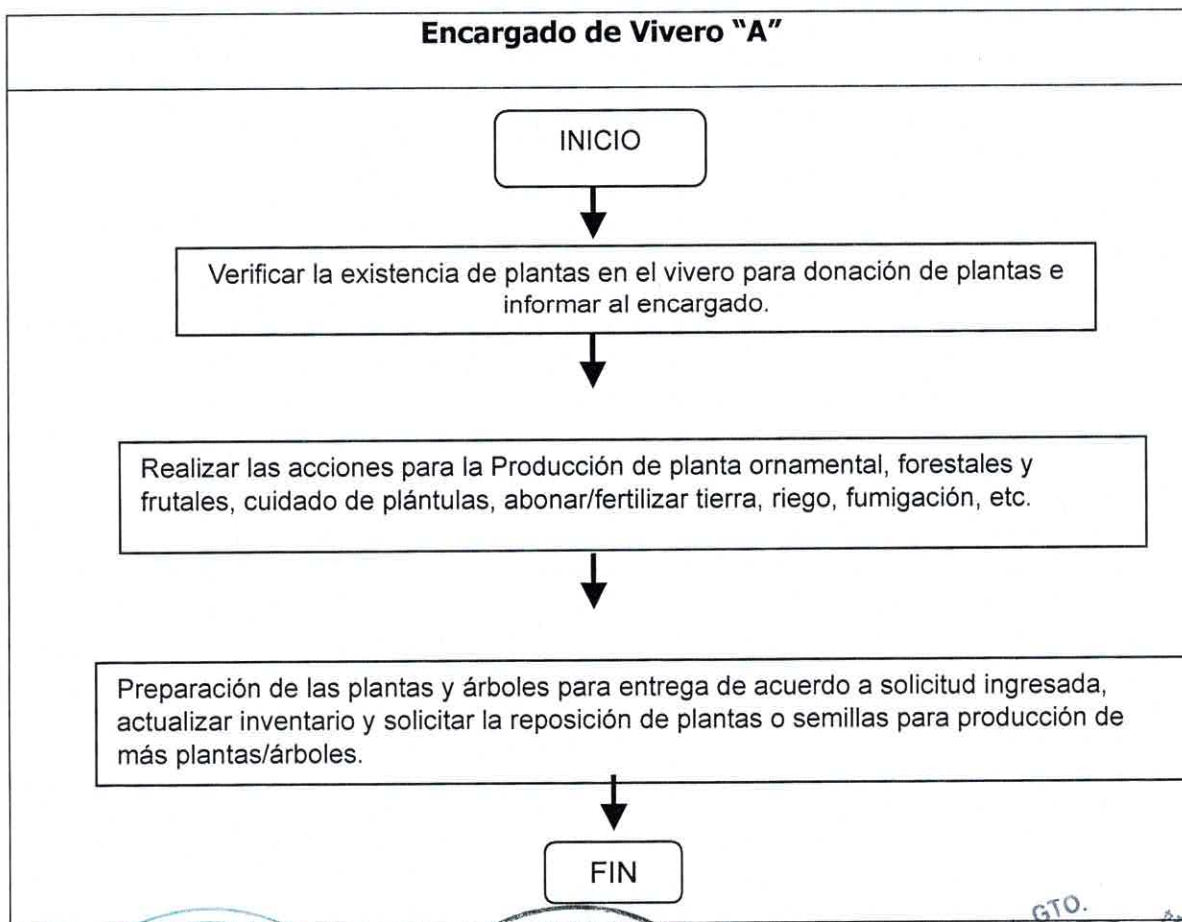 Encargado de Vivero “A”
INICIO
Verificar la existencia de plantas en el vivero para donación de plantas e
informar al encargado.
Realizar las acciones para la Producción de planta ornamental, forestales y
frutales, cuidado de plántulas, abonar/fertilizar tierra, riego, fumigación, etc.
Preparación de las plantas y árboles para entrega de acuerdo a solicitud ingresada,
actualizar inventario y solicitar la reposición de plantas o semillas para producción de
más plantas/árboles.
FIN
GTO.